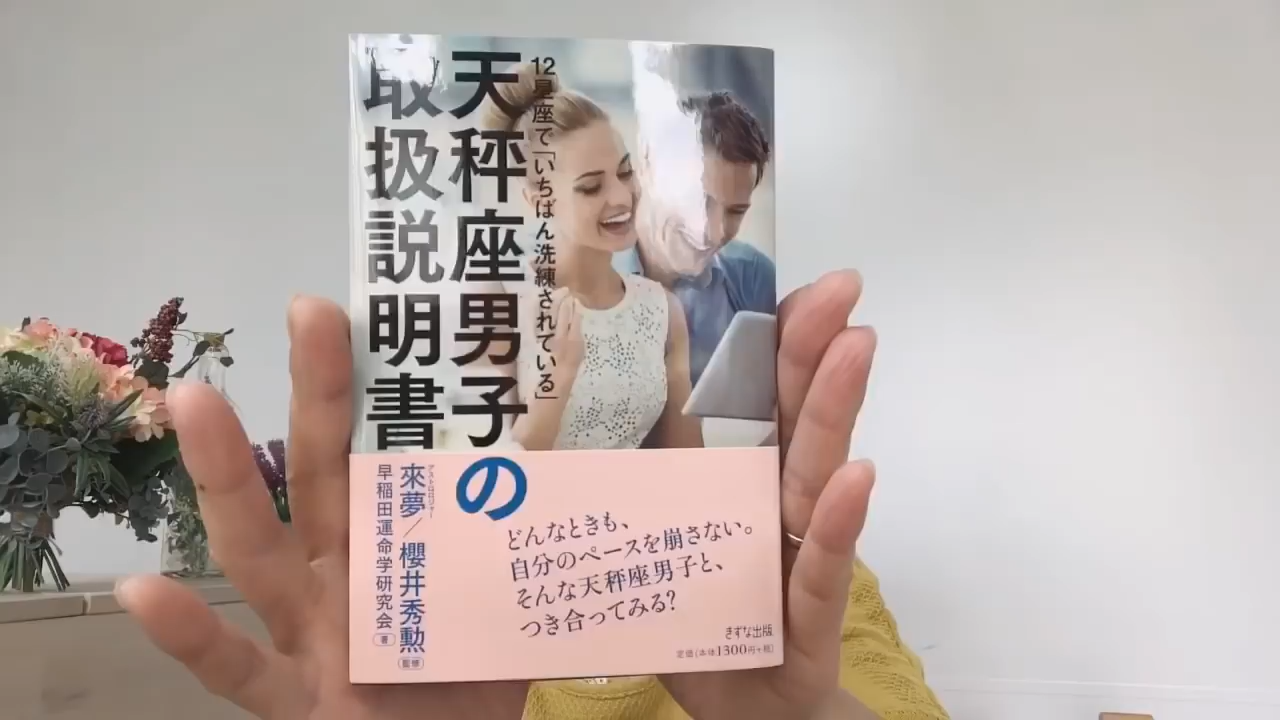 12星座で「いちばん洗練されている」
天秤座男子の
取扱説明書
アストロロジャー
來夢／櫻井秀勲 監修
早稲田運命学研究会 著
どんなときも、
自分のペースを崩さない。
そんな天秤座男子と、
つき合ってみる?
きずな出版
定価(本体1300円+税)